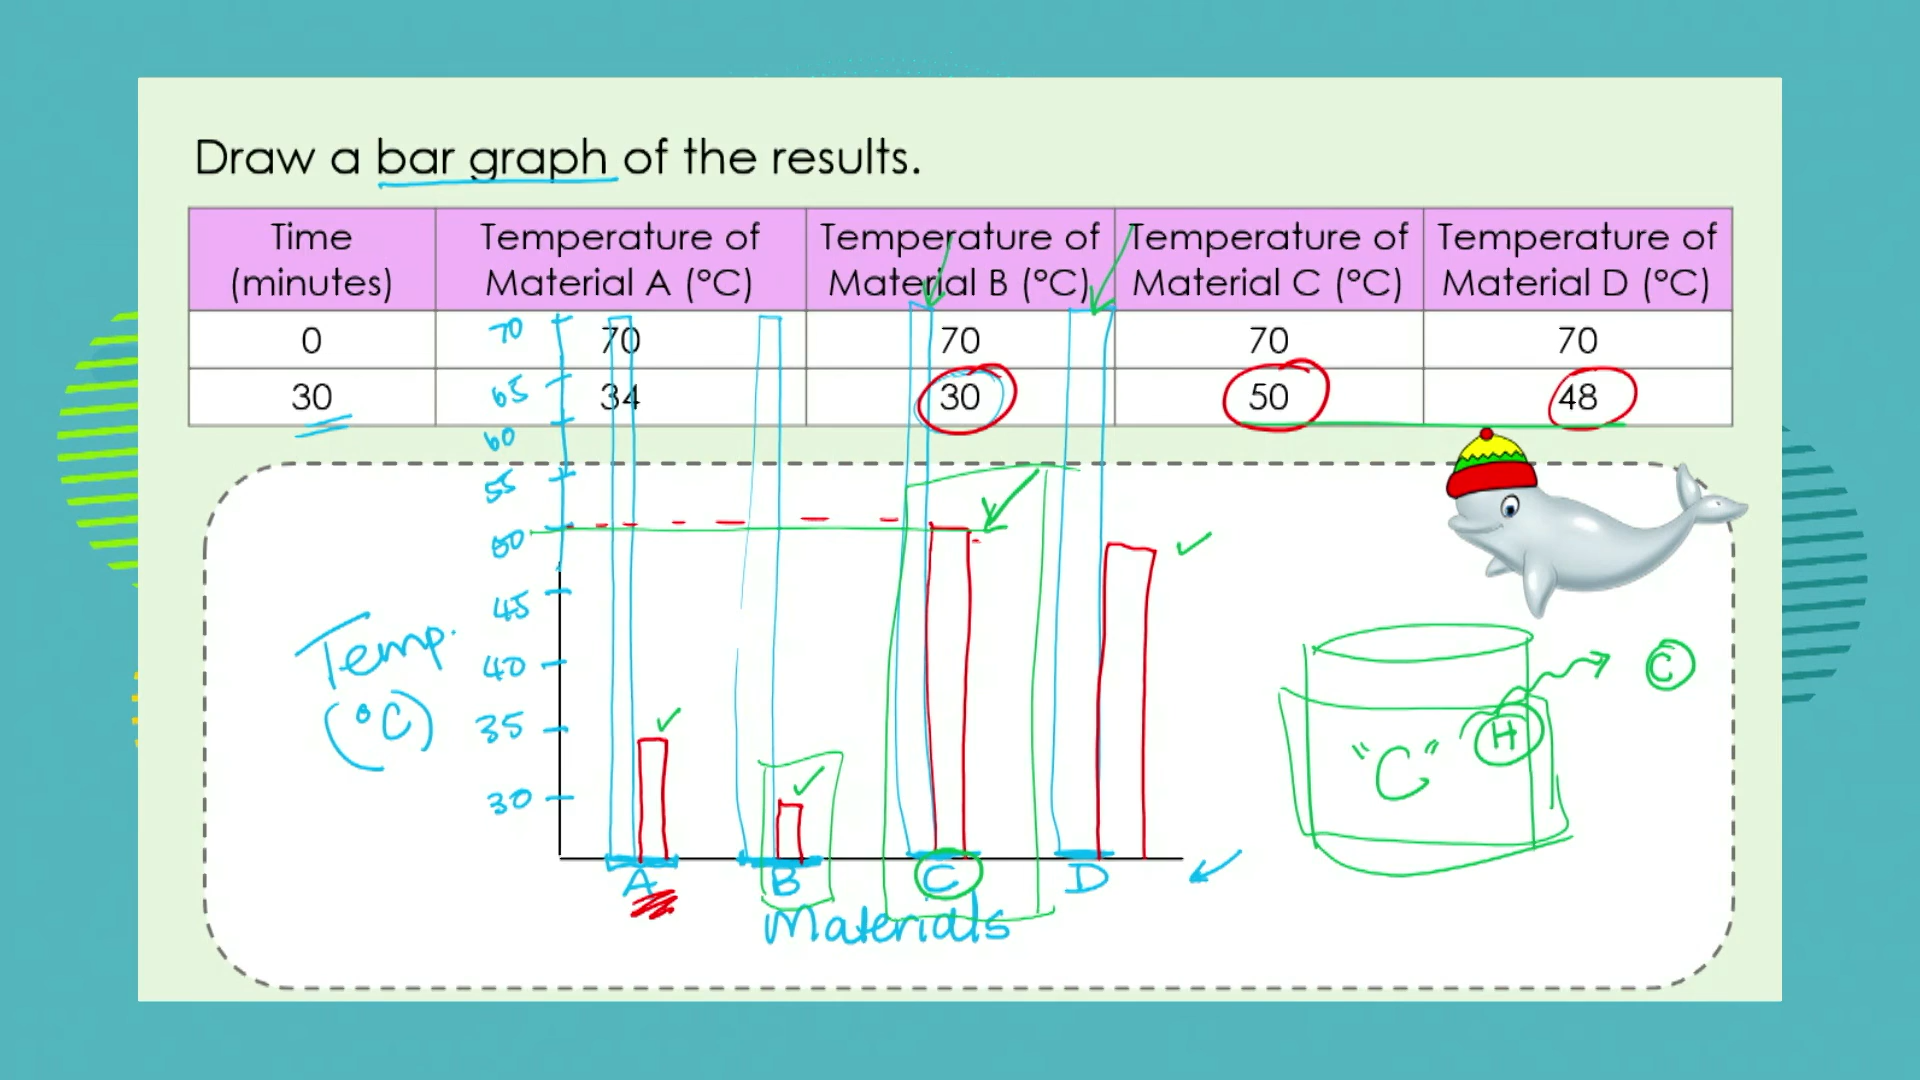 Draw a bar graph of the results.
Time (minutes) Temperature of Material A (°C) Temperature of Material B (°C) Temperature of Material C (°C) Temperature of Material D (°C)
0 70 70 70 70
30 34 30 50 48
70
65
60
55
50
45
40
35
30
Temp.
(°C)
A B C D
Materials
"C" H C